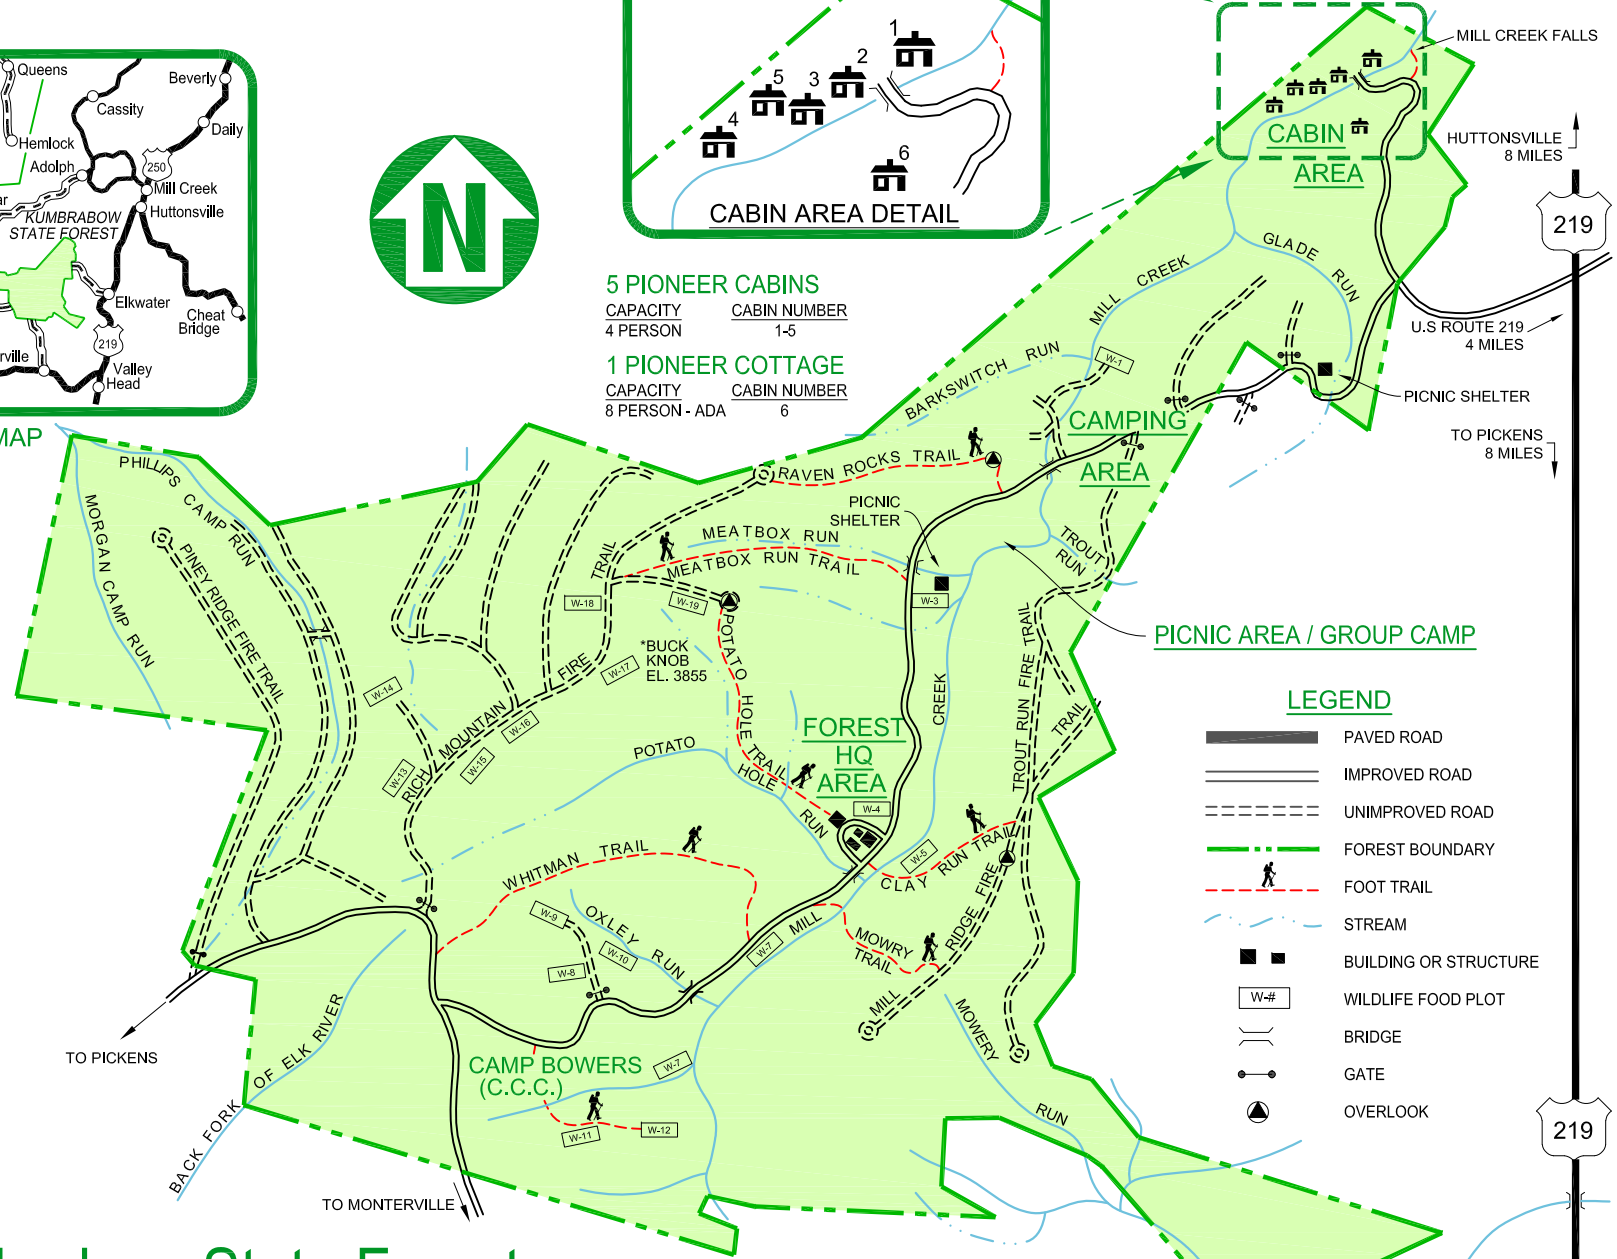 Queens
Cassity
Beverly
Daily
Hemlock
Adolph
250
Mill Creek
Huttonsville
KUMBRABOW
STATE FOREST
Elkwater
Cheat
Bridge
219
Valley
Head
MAP
N
1
2
3
4
5
6
CABIN AREA DETAIL
5 PIONEER CABINS
CAPACITY CABIN NUMBER
4 PERSON 1-5
1 PIONEER COTTAGE
CAPACITY CABIN NUMBER
8 PERSON - ADA 6
MILL CREEK FALLS
CABIN
AREA
HUTTONSVILLE
8 MILES
219
GLADE RUN
MILL CREEK
U.S ROUTE 219
4 MILES
PICNIC SHELTER
TO PICKENS
8 MILES
BARKSWITCH RUN
W-1
CAMPING
AREA
RAVEN ROCKS TRAIL
PICNIC
SHELTER
MEATBOX RUN
MEATBOX RUN TRAIL
TROUT
RUN
W-3
PICNIC AREA / GROUP CAMP
PHILLIPS CAMP RUN
MORGAN CAMP RUN
PINEY RIDGE FIRE TRAIL
W-18
W-19
*BUCK
KNOB
EL. 3855
W-17
W-14
W-16
W-15
W-13
RICH MOUNTAIN FIRE TRAIL
POTATO HOLE TRAIL
POTATO HOLE RUN
FOREST
HQ
AREA
CREEK
TROUT RUN FIRE TRAIL
TRAIL
W-4
W-5
CLAY RUN TRAIL
WHITMAN TRAIL
W-9
OXLEY RUN
W-10
W-8
W-7
MILL
MOWRY
TRAIL
MILL RIDGE FIRE
MOWERY RUN
CAMP BOWERS
(C.C.C.)
W-7
W-11
W-12
TO PICKENS
BACK FORK OF ELK RIVER
TO MONTERVILLE
LEGEND
PAVED ROAD
IMPROVED ROAD
UNIMPROVED ROAD
FOREST BOUNDARY
FOOT TRAIL
STREAM
BUILDING OR STRUCTURE
W-# WILDLIFE FOOD PLOT
BRIDGE
GATE
OVERLOOK
219